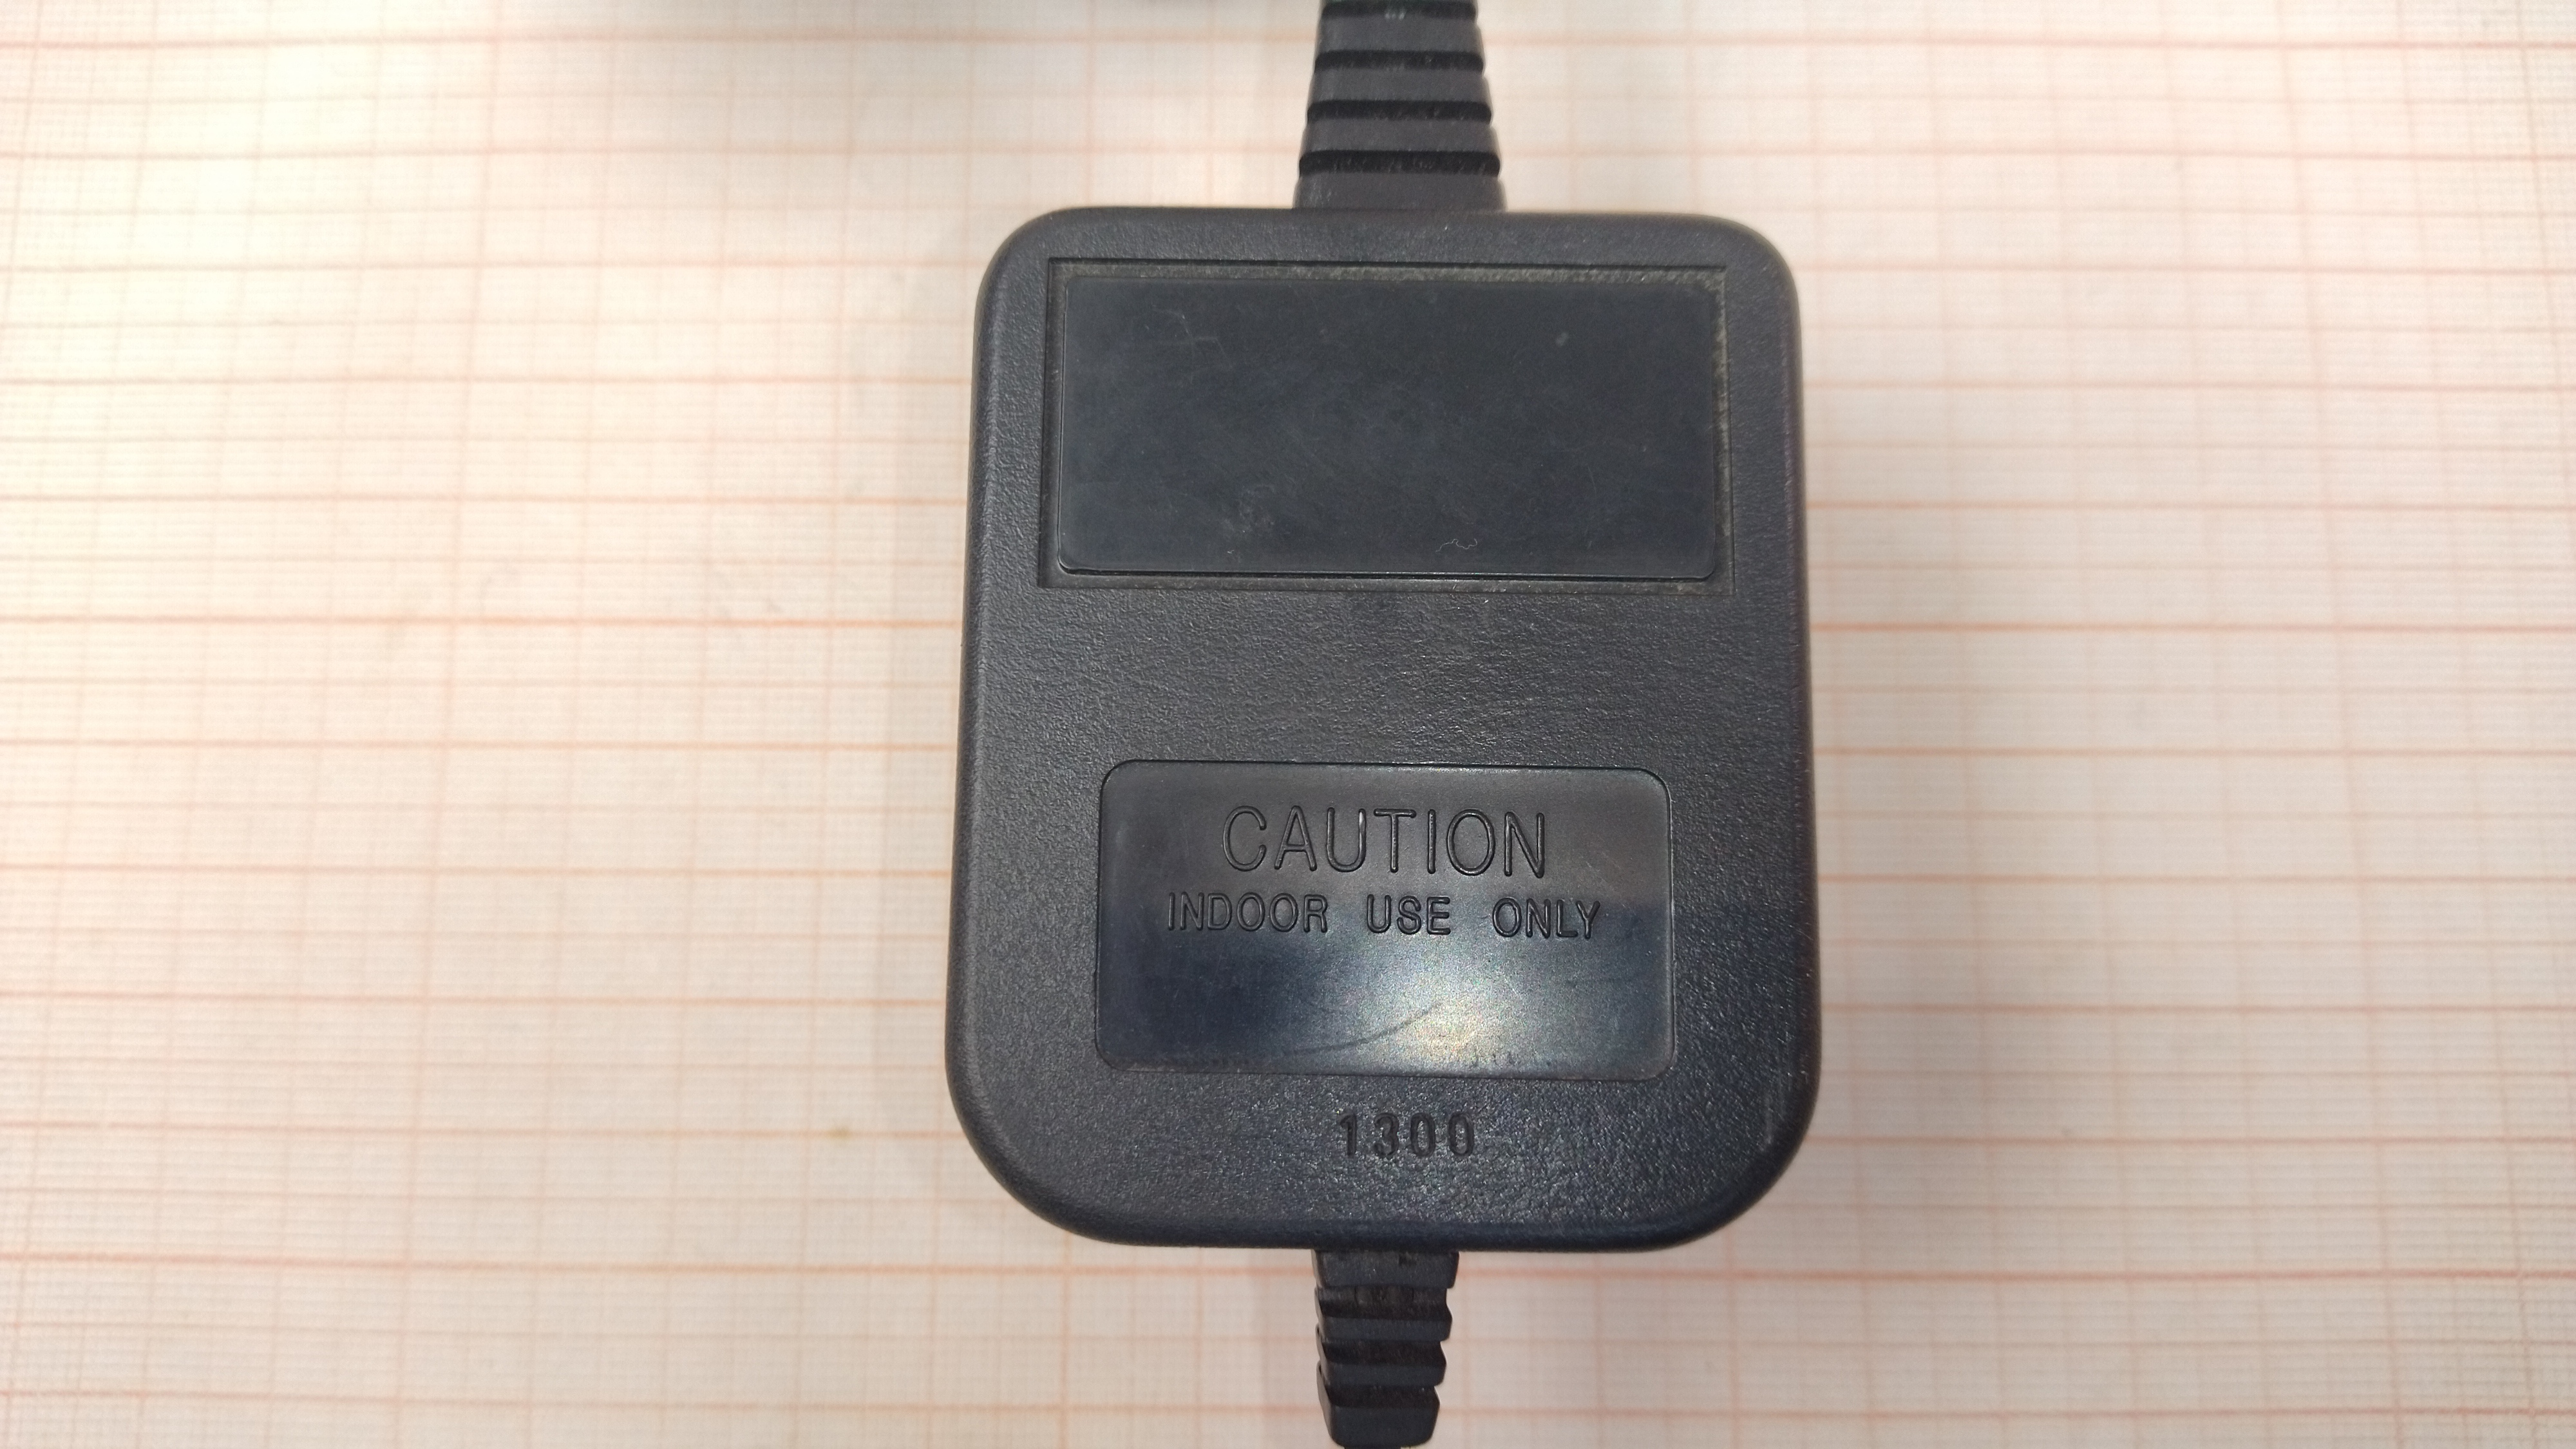 CAUTION
INDOOR USE ONLY
1300